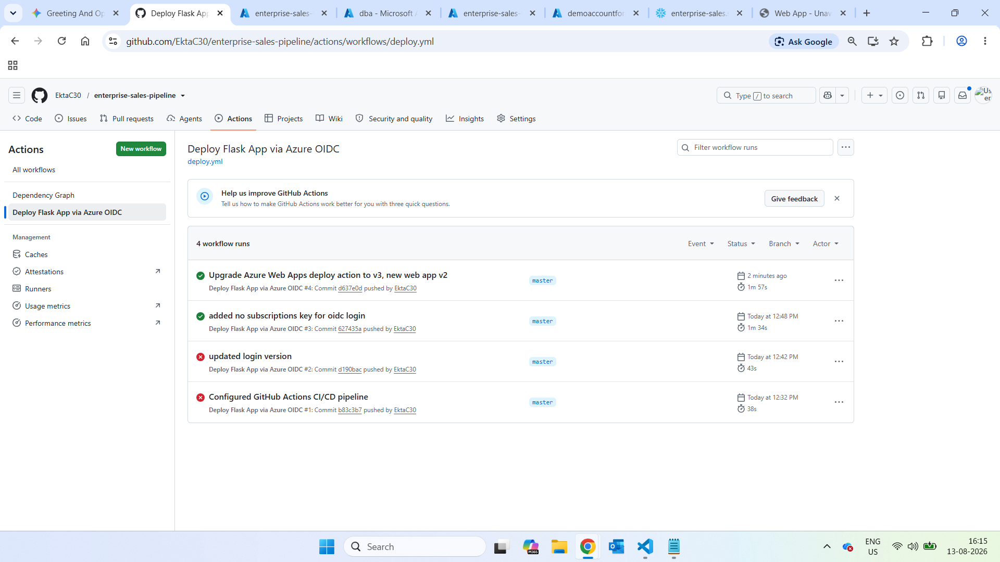 Greeting And Op
Deploy Flask App
enterprise-sales-
dba - Microsoft A
enterprise-sales-
demoaccountfor
enterprise-sales.
Web App - Unav
github.com/EktaC30/enterprise-sales-pipeline/actions/workflows/deploy.yml
Ask Google
EktaC30 / enterprise-sales-pipeline
Type / to search
Code
Issues
Pull requests
Agents
Actions
Projects
Wiki
Security and quality
Insights
Settings
Actions
New workflow
All workflows
Dependency Graph
Deploy Flask App via Azure OIDC
Management
Caches
Attestations
Runners
Usage metrics
Performance metrics
Deploy Flask App via Azure OIDC
deploy.yml
Filter workflow runs
Help us improve GitHub Actions
Tell us how to make GitHub Actions work better for you with three quick questions.
Give feedback
4 workflow runs
Event
Status
Branch
Actor
Upgrade Azure Web Apps deploy action to v3, new web app v2
Deploy Flask App via Azure OIDC #4: Commit d637e0d pushed by EktaC30
master
2 minutes ago
1m 57s
added no subscriptions key for oidc login
Deploy Flask App via Azure OIDC #3: Commit 627435a pushed by EktaC30
master
Today at 12:48 PM
1m 34s
updated login version
Deploy Flask App via Azure OIDC #2: Commit d190bac pushed by EktaC30
master
Today at 12:42 PM
43s
Configured GitHub Actions CI/CD pipeline
Deploy Flask App via Azure OIDC #1: Commit b83c3b7 pushed by EktaC30
master
Today at 12:32 PM
38s
Search
M365
ENG
US
16:15
13-08-2026